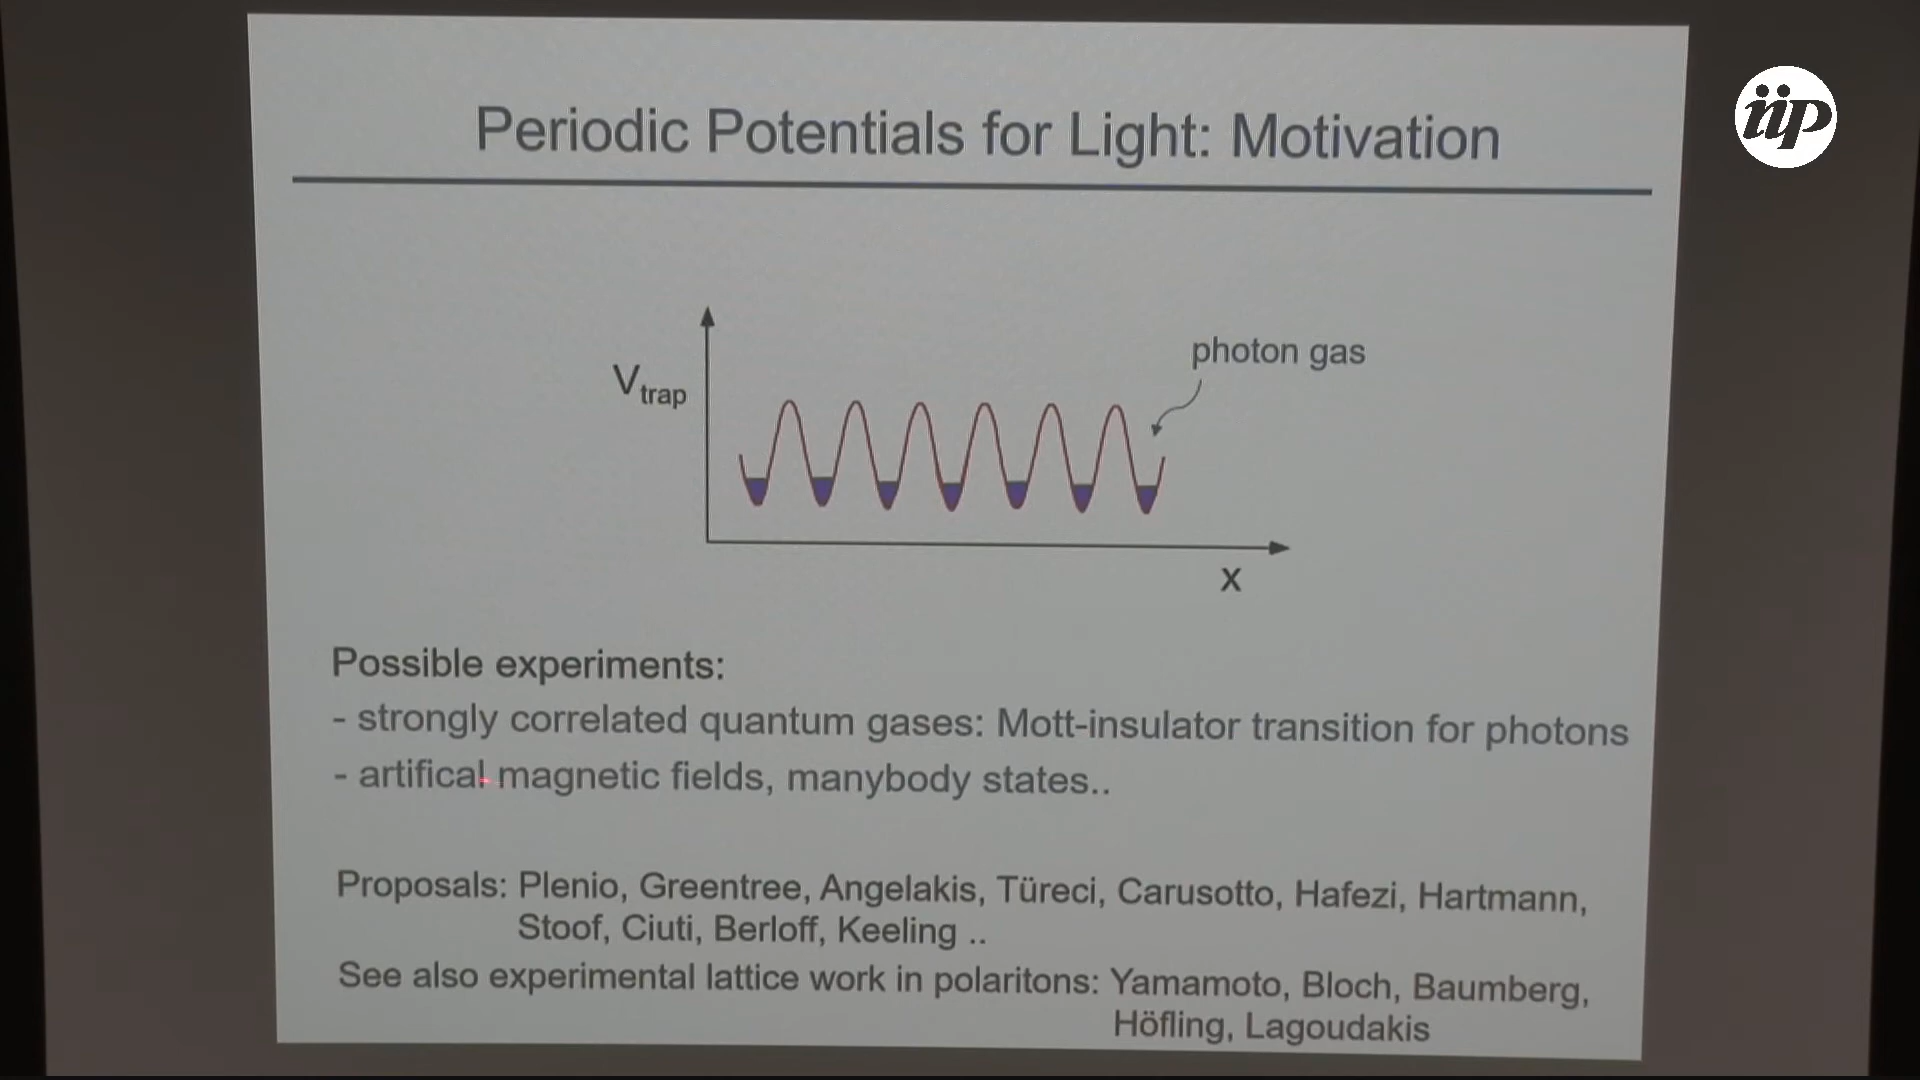 iip
Periodic Potentials for Light: Motivation
photon gas
Vtrap
x
Possible experiments:
- strongly correlated quantum gases: Mott-insulator transition for photons
- artifical magnetic fields, manybody states..
Proposals: Plenio, Greentree, Angelakis, Türeci, Carusotto, Hafezi, Hartmann,
Stoof, Ciuti, Berloff, Keeling ..
See also experimental lattice work in polaritons: Yamamoto, Bloch, Baumberg,
Höfling, Lagoudakis